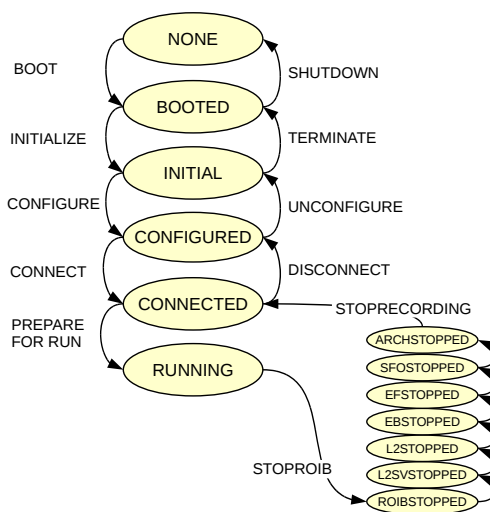 NONE
BOOT
SHUTDOWN
BOOTED
INITIALIZE
TERMINATE
INITIAL
CONFIGURE
UNCONFIGURE
CONFIGURED
CONNECT
DISCONNECT
CONNECTED
STOPRECORDING
PREPARE
FOR RUN
ARCHSTOPPED
RUNNING
SFOSTOPPED
EFSTOPPED
EBSTOPPED
L2STOPPED
STOPROIB
L2SVSTOPPED
ROIBSTOPPED